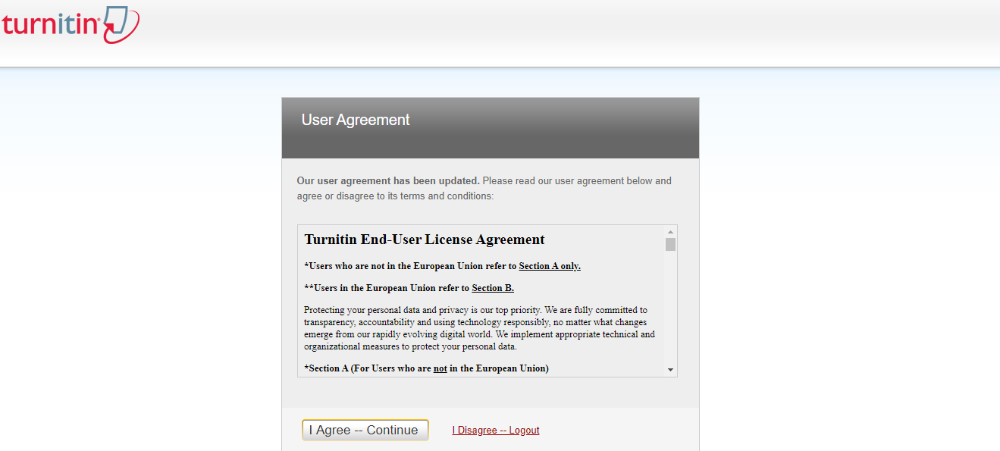 turnitin
User Agreement
Our user agreement has been updated. Please read our user agreement below and
agree or disagree to its terms and conditions:
Turnitin End-User License Agreement
*Users who are not in the European Union refer to Section A only.
**Users in the European Union refer to Section B.
Protecting your personal data and privacy is our top priority. We are fully committed to
transparency, accountability and using technology responsibly, no matter what changes
emerge from our rapidly evolving digital world. We implement appropriate technical and
organizational measures to protect your personal data.
*Section A (For Users who are not in the European Union)
I Agree -- Continue
I Disagree -- Logout